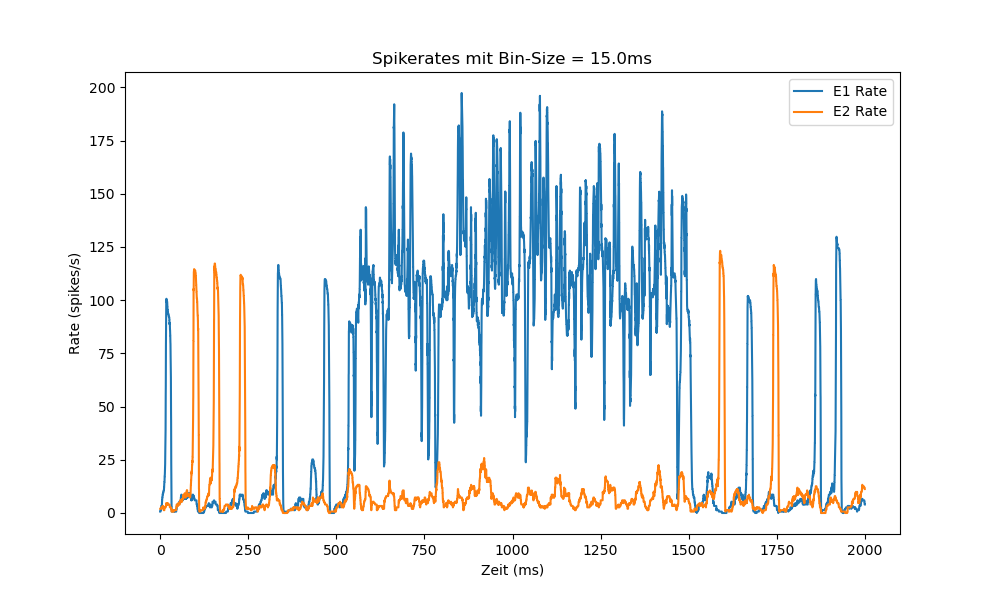 Spikerates mit Bin-Size = 15.0ms
E1 Rate
E2 Rate
Rate (spikes/s)
200
175
150
125
100
75
50
25
0
0 250 500 750 1000 1250 1500 1750 2000
Zeit (ms)